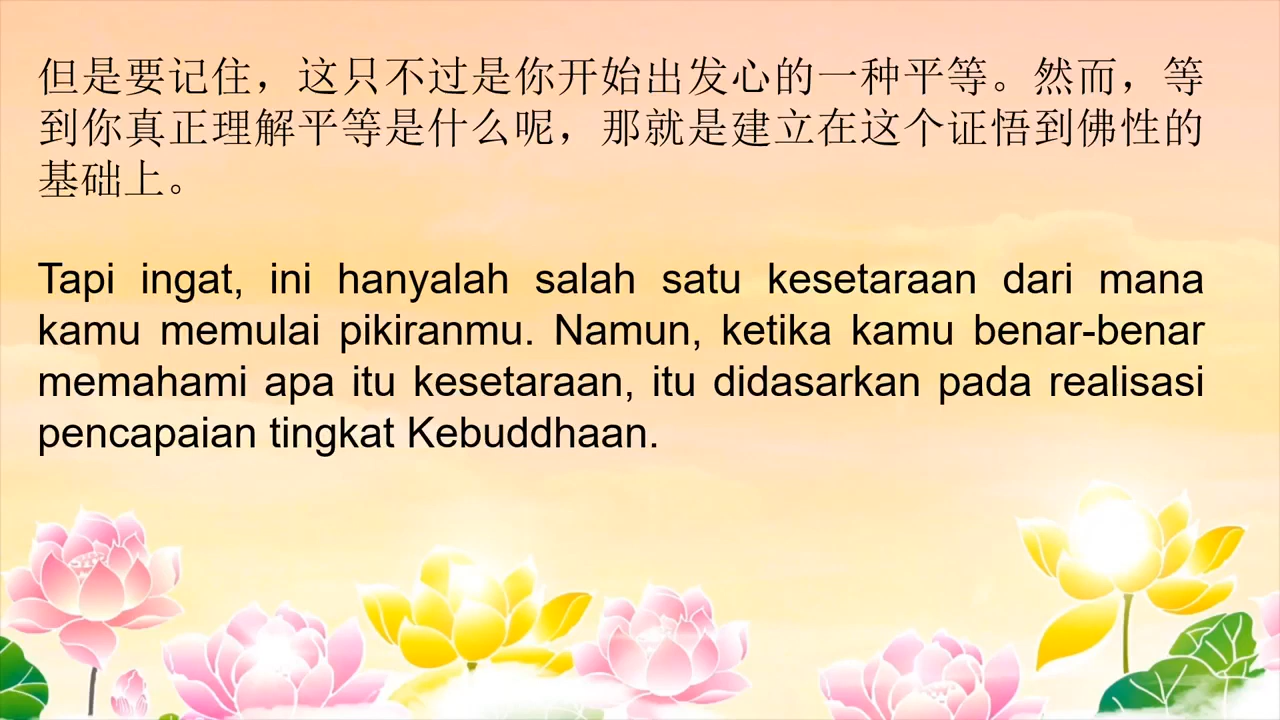 但是要记住，这只不过是你开始出发心的一种平等。然而，等
到你真正理解平等是什么呢，那就是建立在这个证悟到佛性的
基础上。
Tapi ingat, ini hanyalah salah satu kesetaraan dari mana
kamu memulai pikiranmu. Namun, ketika kamu benar-benar
memahami apa itu kesetaraan, itu didasarkan pada realisasi
pencapaian tingkat Kebuddhaan.